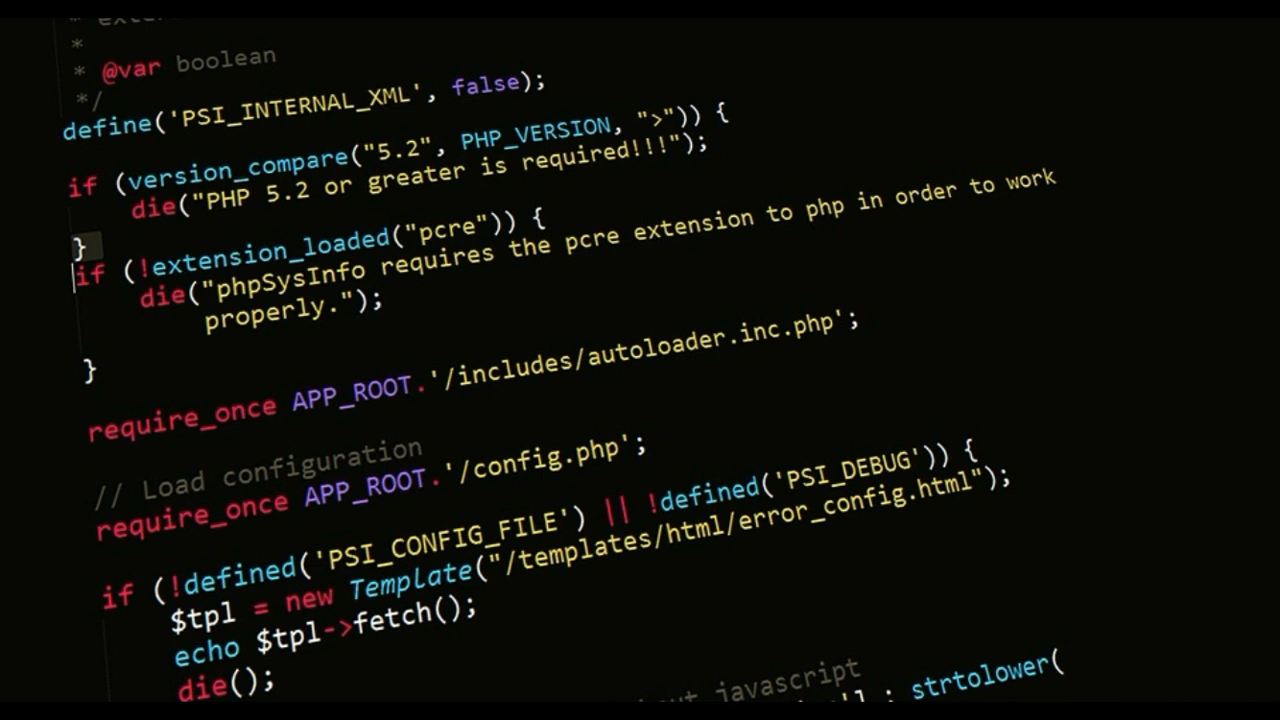 *
* @var boolean
*/
define('PSI_INTERNAL_XML', false);
if (version_compare("5.2", PHP_VERSION, ">")) {
die("PHP 5.2 or greater is required!!!");
}
if (!extension_loaded("pcre")) {
die("phpSysInfo requires the pcre extension to php in order to work
properly.");
}
require_once APP_ROOT.'/includes/autoloader.inc.php';
// Load configuration
require_once APP_ROOT.'/config.php';
if (!defined('PSI_CONFIG_FILE') || !defined('PSI_DEBUG')) {
$tpl = new Template("/templates/html/error_config.html");
echo $tpl->fetch();
die();
javascript
strtolower(